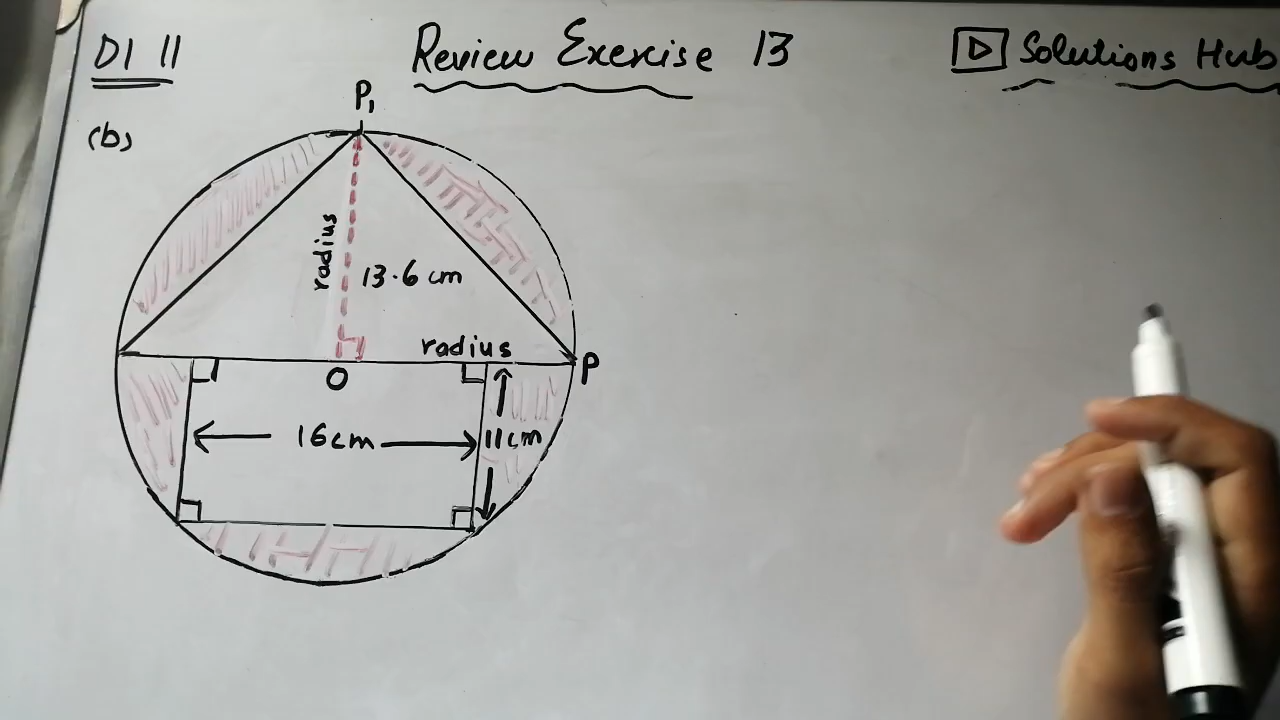 D1 11
Review Exercise 13
Solutions Hub
(b)
P1
radius
13.6 cm
radius
O
P
16cm
11cm